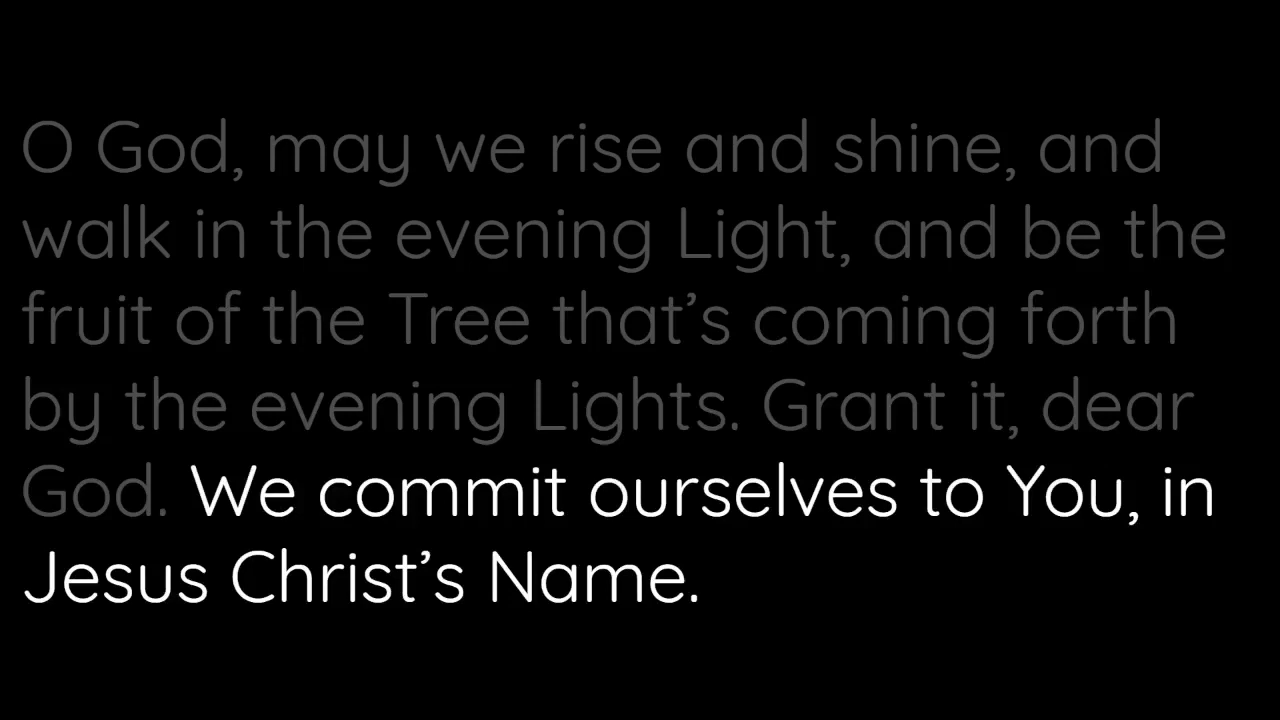 O God, may we rise and shine, and
walk in the evening Light, and be the
fruit of the Tree that’s coming forth
by the evening Lights. Grant it, dear
God. We commit ourselves to You, in
Jesus Christ’s Name.